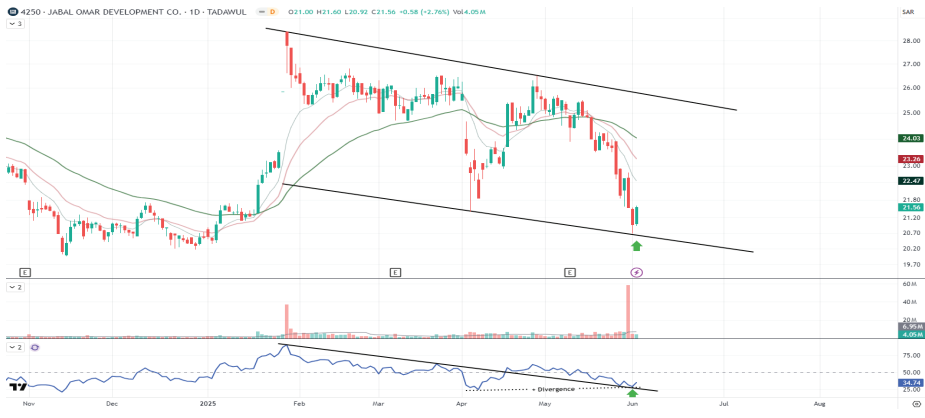 4250 · JABAL OMAR DEVELOPMENT CO. · 1D · TADAWUL D O21.00 H21.60 L20.92 C21.56 +0.58 (+2.76%) Vol4.05M SAR
3
28.00
27.00
26.00
25.00
24.03
23.26
23.00
22.47
21.80
21.56
21.20
20.70
20.20
19.70
E E E
2
60M
40M
20M
6.95M
4.05M
2
75.00
50.00
34.74
25.00
Divergence
Nov Dec 2025 Feb Mar Apr May Jun Jul Aug